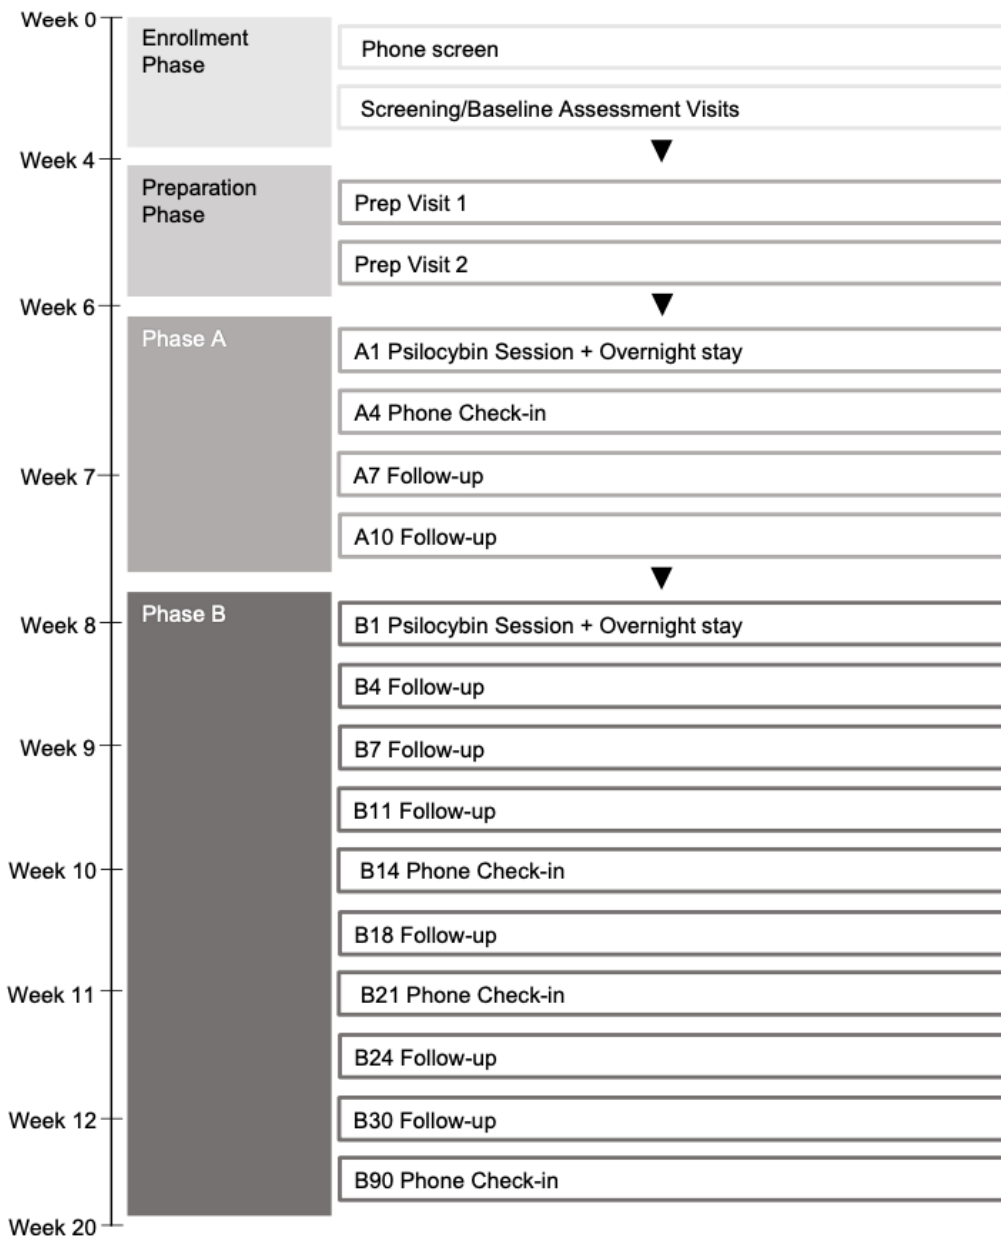 Week 0
Enrollment
Phase
Phone screen
Screening/Baseline Assessment Visits
Week 4
Preparation
Phase
Prep Visit 1
Prep Visit 2
Week 6
Phase A
A1 Psilocybin Session + Overnight stay
A4 Phone Check-in
Week 7
A7 Follow-up
A10 Follow-up
Phase B
Week 8
B1 Psilocybin Session + Overnight stay
B4 Follow-up
Week 9
B7 Follow-up
B11 Follow-up
Week 10
B14 Phone Check-in
B18 Follow-up
Week 11
B21 Phone Check-in
B24 Follow-up
Week 12
B30 Follow-up
B90 Phone Check-in
Week 20